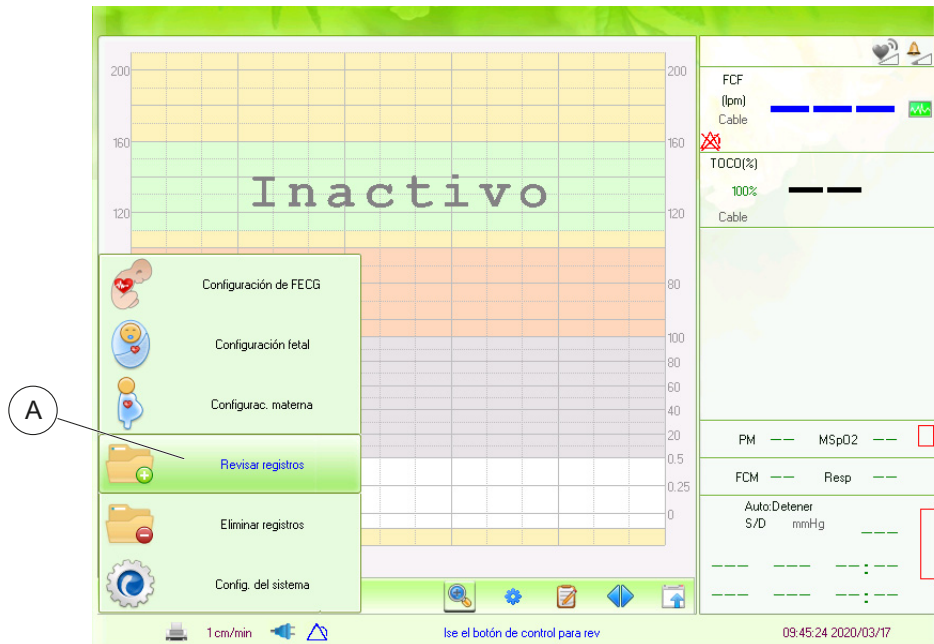 200
160
120
Inactivo
200
160
120
80
100
80
60
40
20
0.5
0.25
0
Configuración de FECG
Configuración fetal
Configurac. materna
A
Revisar registros
Eliminar registros
Config. del sistema
FCF
(lpm)
Cable
TOCO(%)
100%
Cable
PM -- MSpO2 --
FCM -- Resp --
Auto:Detener
S/D mmHg ---
--- --- --:--
--- --- --:--
1 cm/min
lse el botón de control para rev
09:45:24 2020/03/17